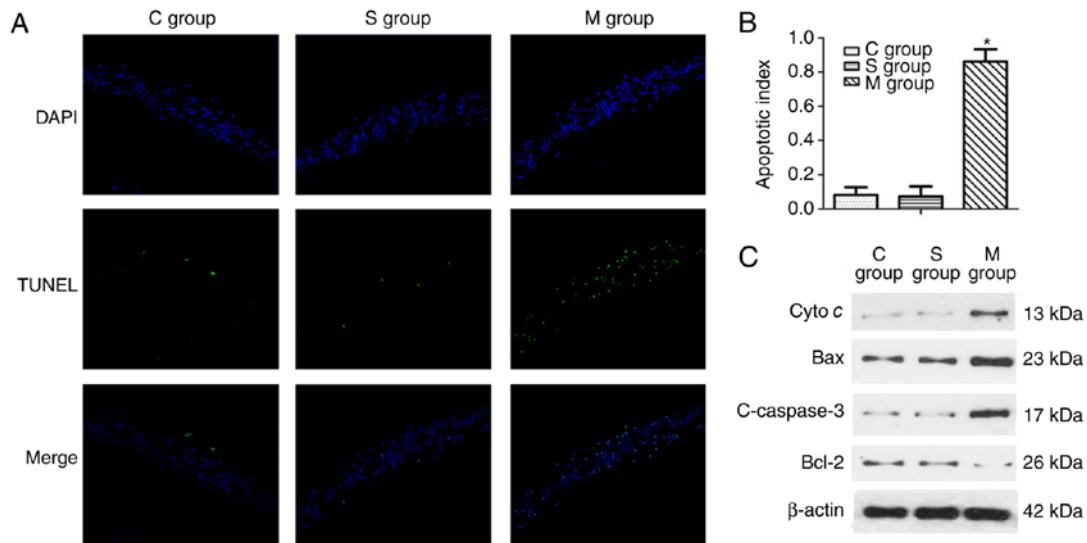 A
C group
S group
M group
DAPI
TUNEL
Merge
B
Apoptotic index
1.0
0.8
0.6
0.4
0.2
0.0
C group
S group
M group
*
C
C group
S group
M group
Cyto c
13 kDa
Bax
23 kDa
C-caspase-3
17 kDa
Bcl-2
26 kDa
β-actin
42 kDa